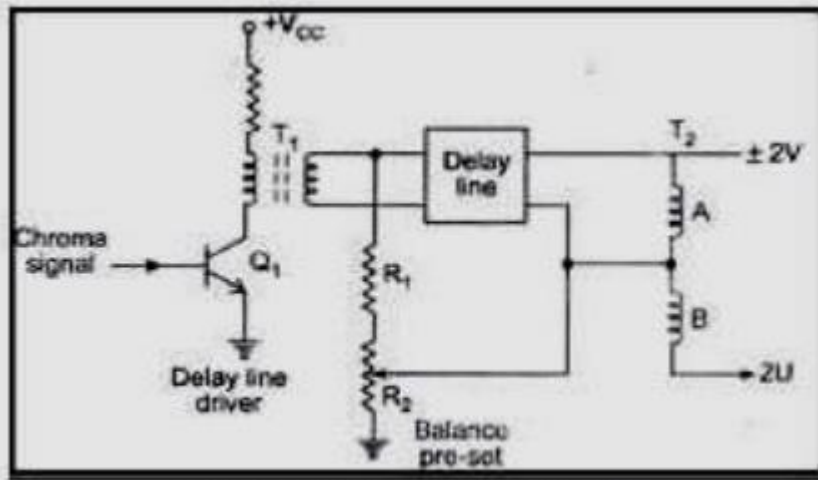 +Vcc
T1
Delay
line
T2
± 2V
A
Chroma
signal
Q1
R1
B
2U
Delay line
driver
R2
Balance
pre-set